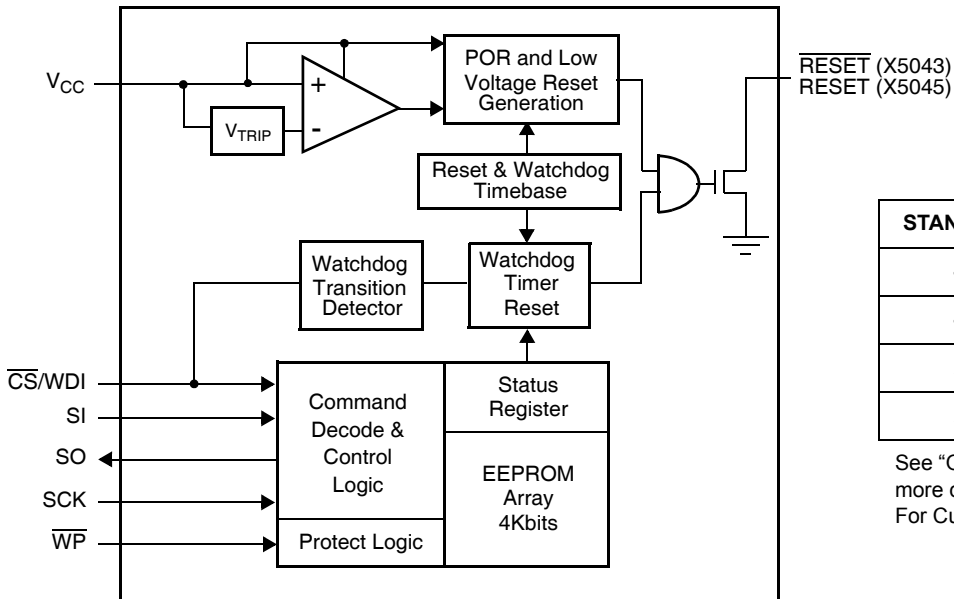 POR and Low
Voltage Reset
Generation
RESET (X5043)
RESET (X5045)
VCC
+
-
VTRIP
Reset & Watchdog
Timebase
Watchdog
Transition
Detector
Watchdog
Timer
Reset
CS/WDI
SI
SO
SCK
WP
Command
Decode &
Control
Logic
Status
Register
EEPROM
Array
4Kbits
Protect Logic
STAN
See “O
more d
For Cu